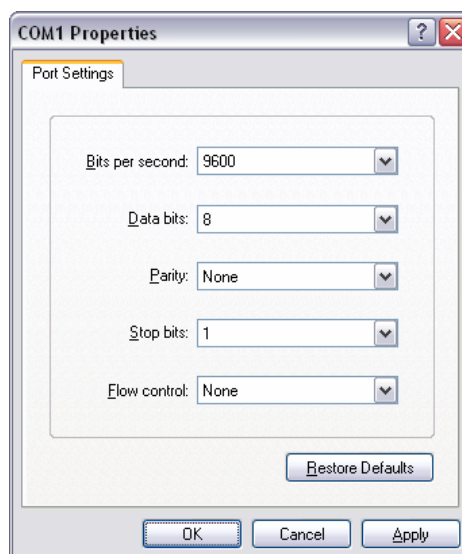 COM1 Properties
Port Settings
Bits per second: 9600
Data bits: 8
Parity: None
Stop bits: 1
Flow control: None
Restore Defaults
OK Cancel Apply